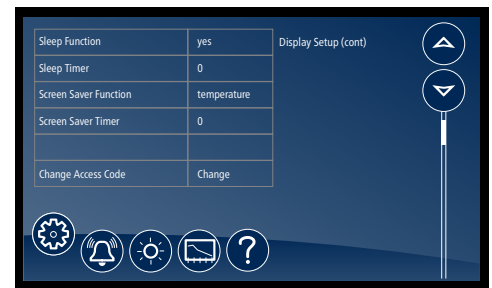 Sleep Function yes Display Setup (cont)
Sleep Timer 0
Screen Saver Function temperature
Screen Saver Timer 0
Change Access Code Change
?